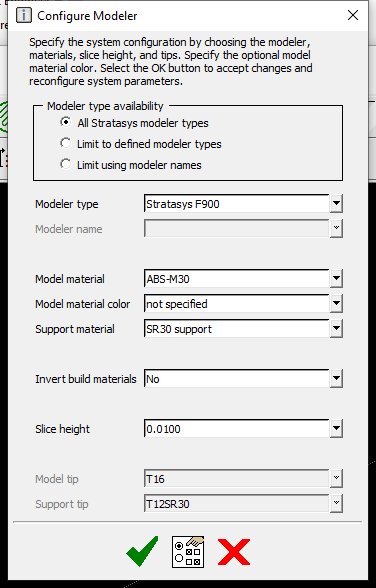 Configure Modeler
Specify the system configuration by choosing the modeler,
materials, slice height, and tips. Specify the optional model
material color. Select the OK button to accept changes and
reconfigure system parameters.
Modeler type availability
All Stratasys modeler types
Limit to defined modeler types
Limit using modeler names
Modeler type Stratasys F900
Modeler name
Model material ABS-M30
Model material color not specified
Support material SR30 support
Invert build materials No
Slice height 0.0100
Model tip T16
Support tip T12SR30